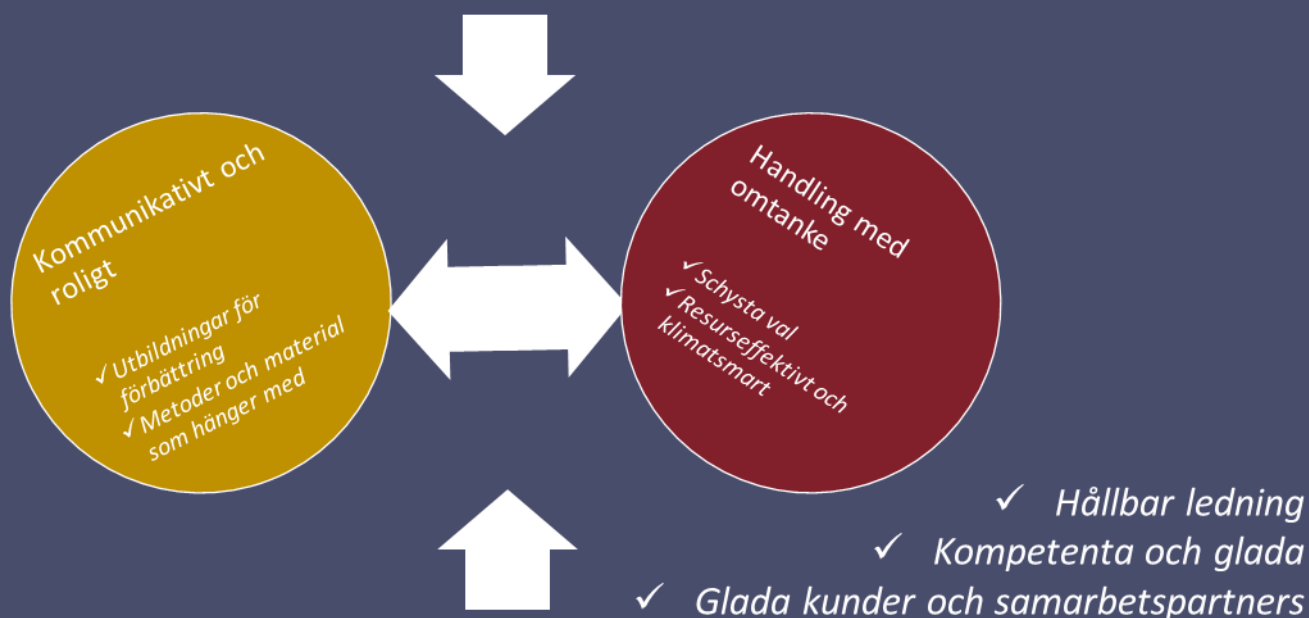 Kommunikativt och
roligt
✓ Utbildningar för
förbättring
✓ Metoder och material
som hänger med
Handling med
omtanke
✓ Schysta val
✓ Resurseffektivt och
klimatsmart
✓ Hållbar ledning
✓ Kompetenta och glada
✓ Glada kunder och samarbetspartners